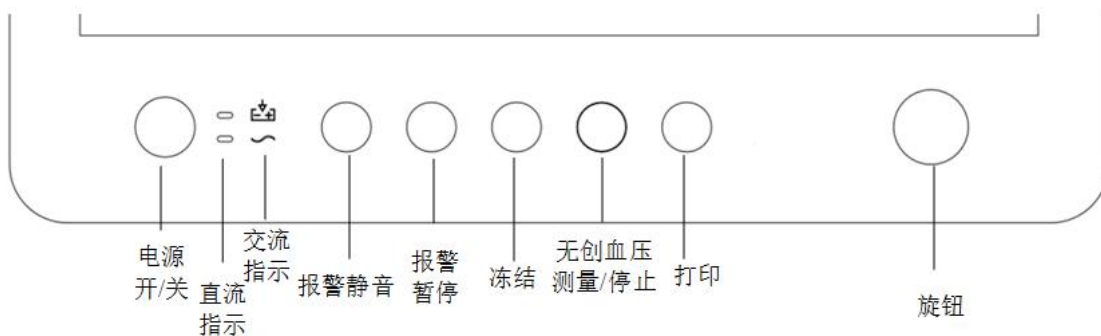 电源
开/关
直流
指示
交流
指示
报警静音
报警
暂停
冻结
无创血压
测量/停止
打印
旋钮